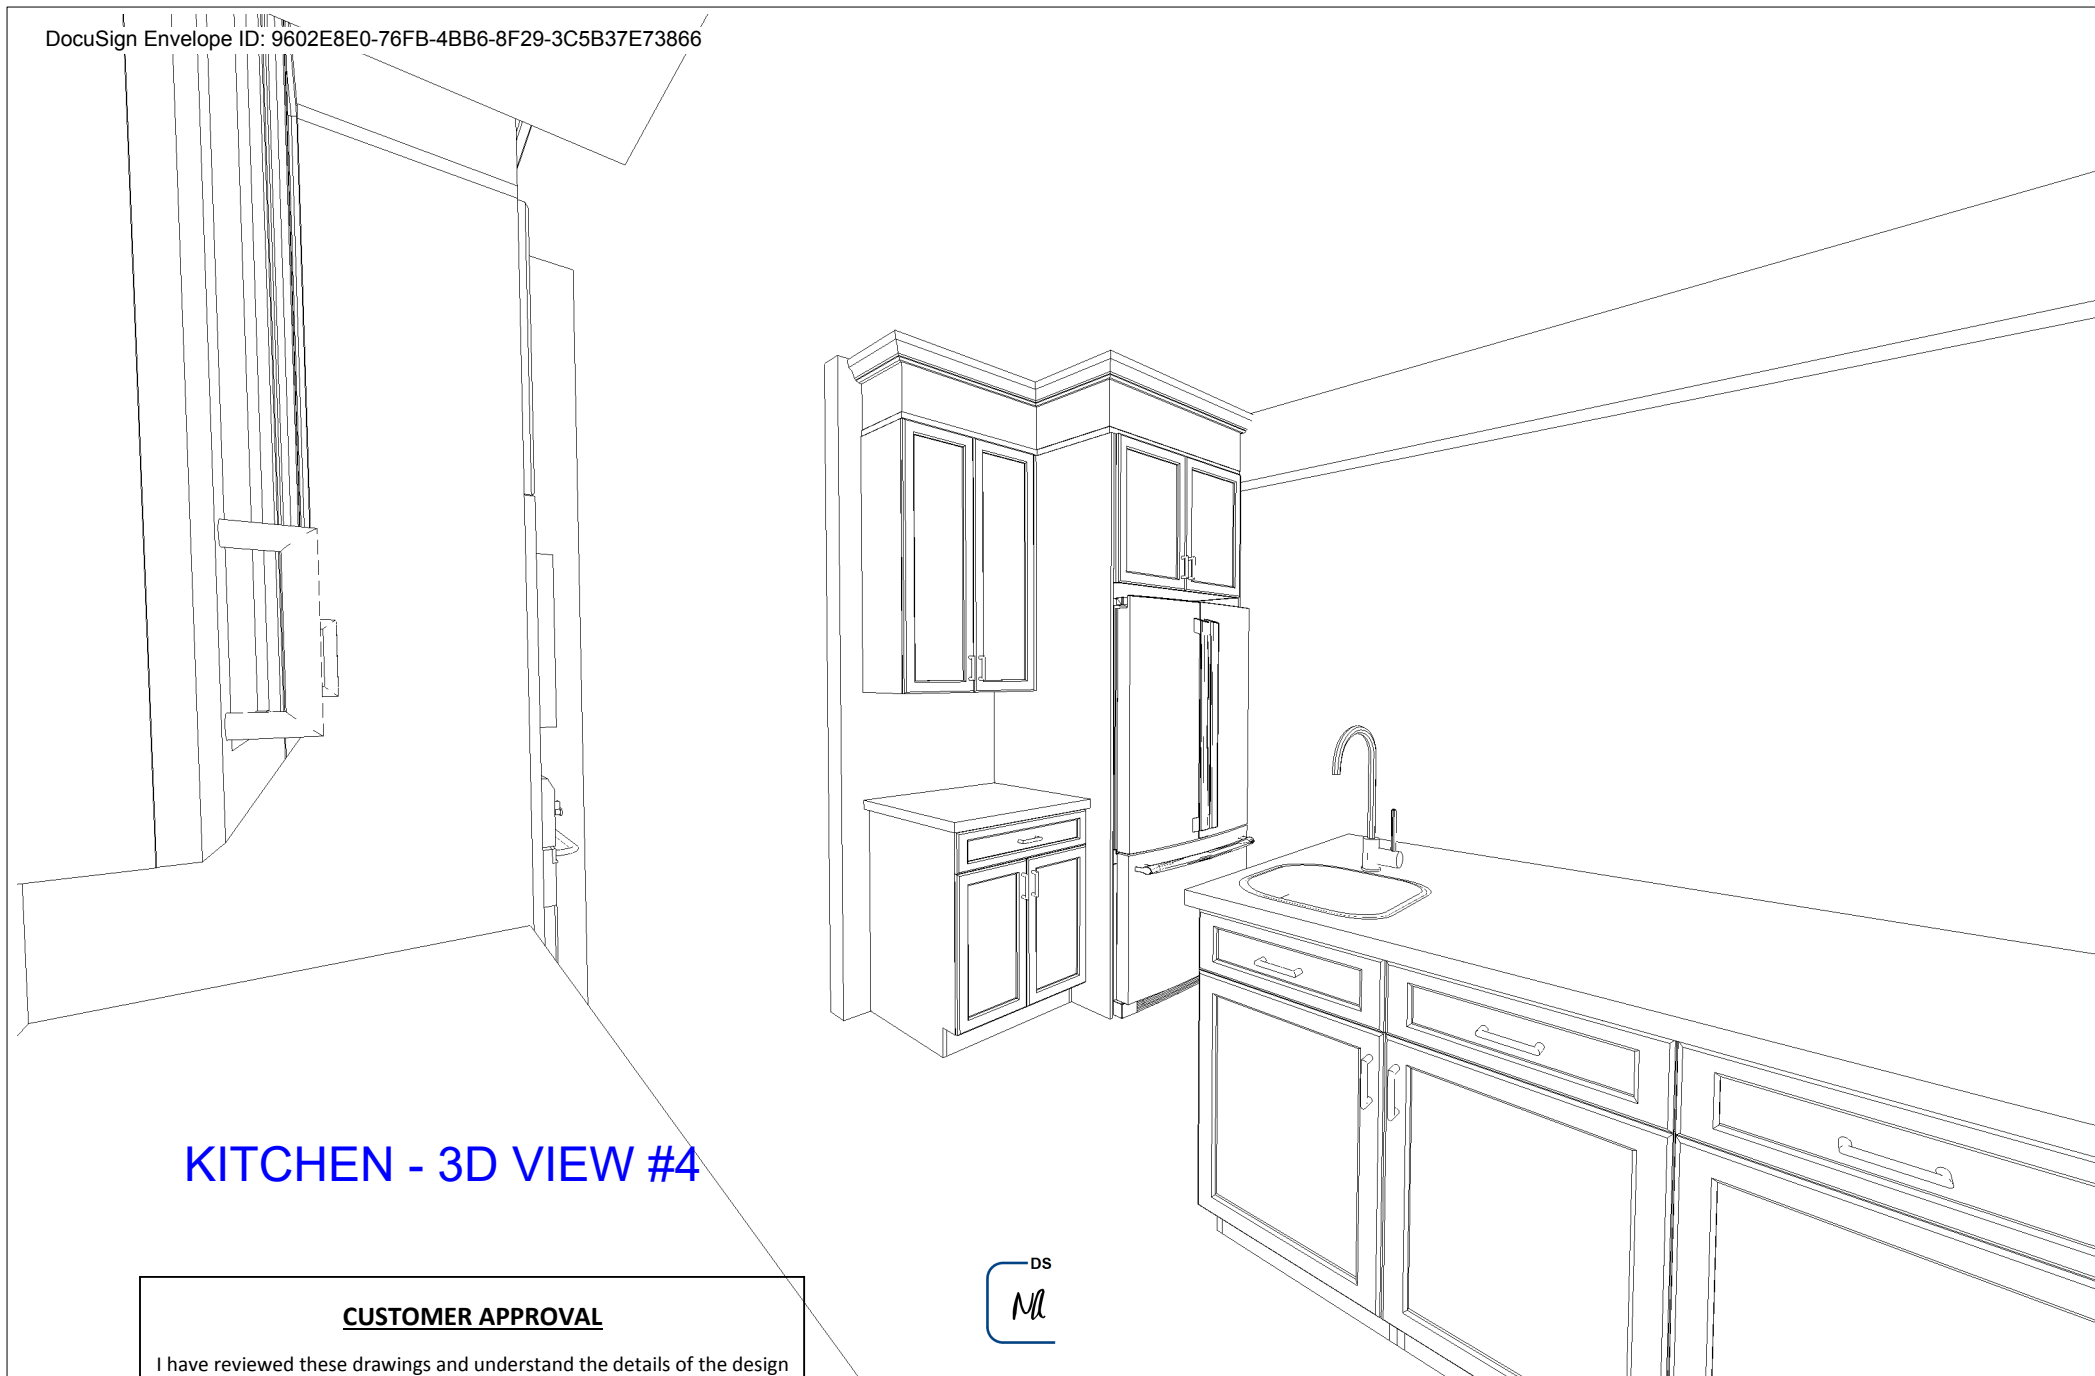 DocuSign Envelope ID: 9602E8E0-76FB-4BB6-8F29-3C5B37E73866
KITCHEN - 3D VIEW #4
DS
NA
CUSTOMER APPROVAL
I have reviewed these drawings and understand the details of the design